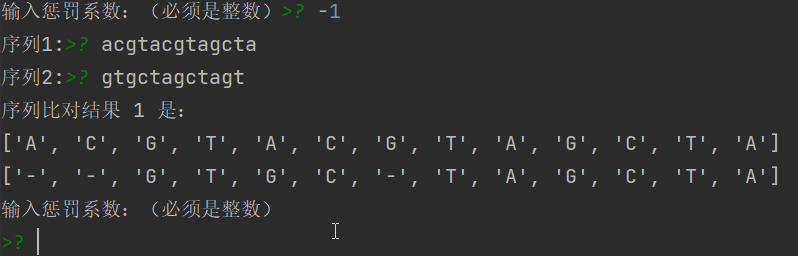 输入惩罚系数：（必须是整数）>? -1
序列1:>? acgtacgtagcta
序列2:>? gtgctagctagt
序列比对结果 1 是：
['A', 'C', 'G', 'T', 'A', 'C', 'G', 'T', 'A', 'G', 'C', 'T', 'A']
['-', '-', 'G', 'T', 'G', 'C', '-', 'T', 'A', 'G', 'C', 'T', 'A']
输入惩罚系数：（必须是整数）
>?